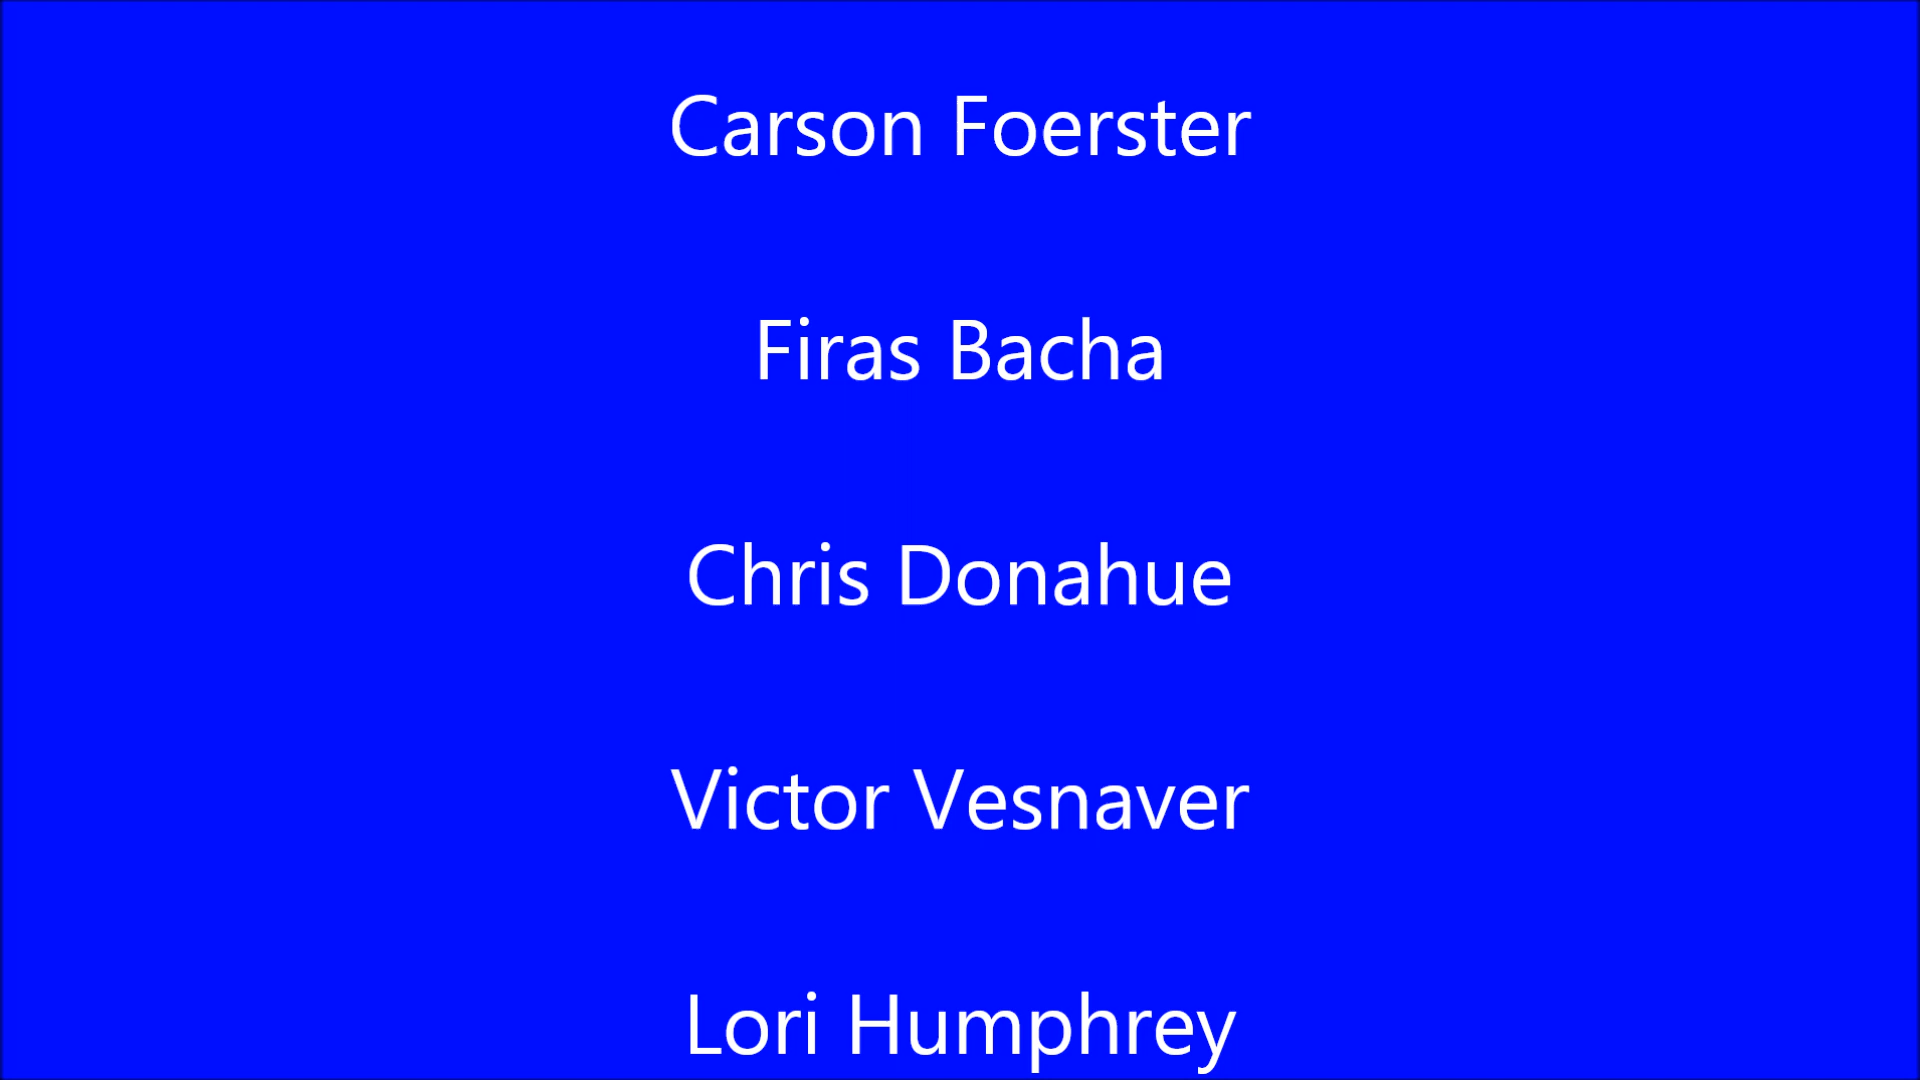 Carson Foerster
Firas Bacha
Chris Donahue
Victor Vesnaver
Lori Humphrey